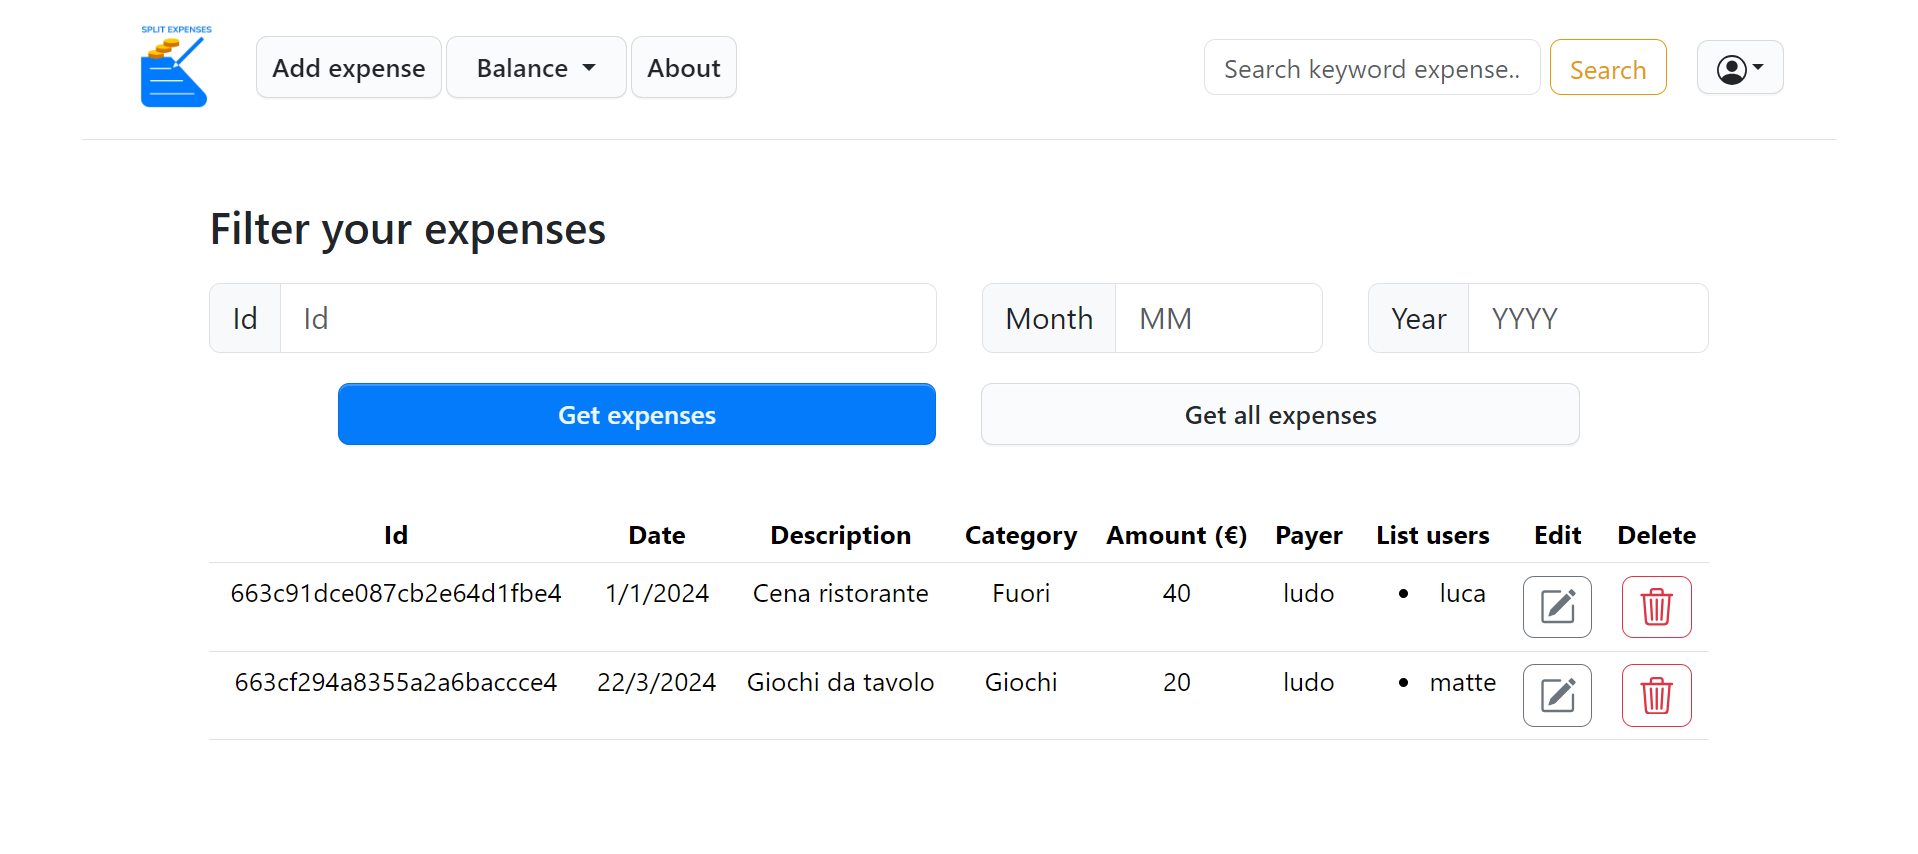 SPLIT EXPENSES
Add expense Balance About Search keyword expense.. Search
Filter your expenses
Id Id Month MM Year YYYY
Get expenses Get all expenses
Id Date Description Category Amount (€) Payer List users Edit Delete
663c91dce087cb2e64d1fbe4 1/1/2024 Cena ristorante Fuori 40 ludo • luca
663cf294a8355a2a6baccce4 22/3/2024 Giochi da tavolo Giochi 20 ludo • matte